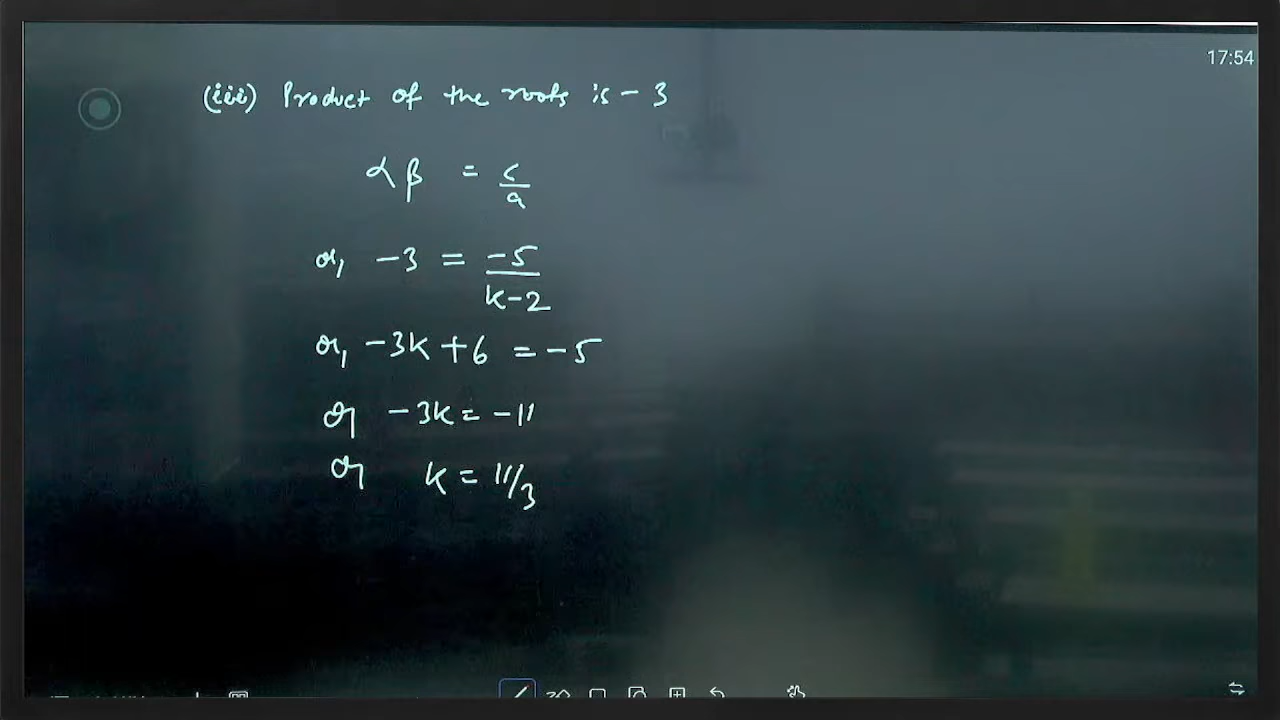 17:54
(iii) Product of the roots is - 3
αβ = c/a
or, -3 = -5/k-2
or, -3k + 6 = -5
or -3k = -11
or k = 11/3